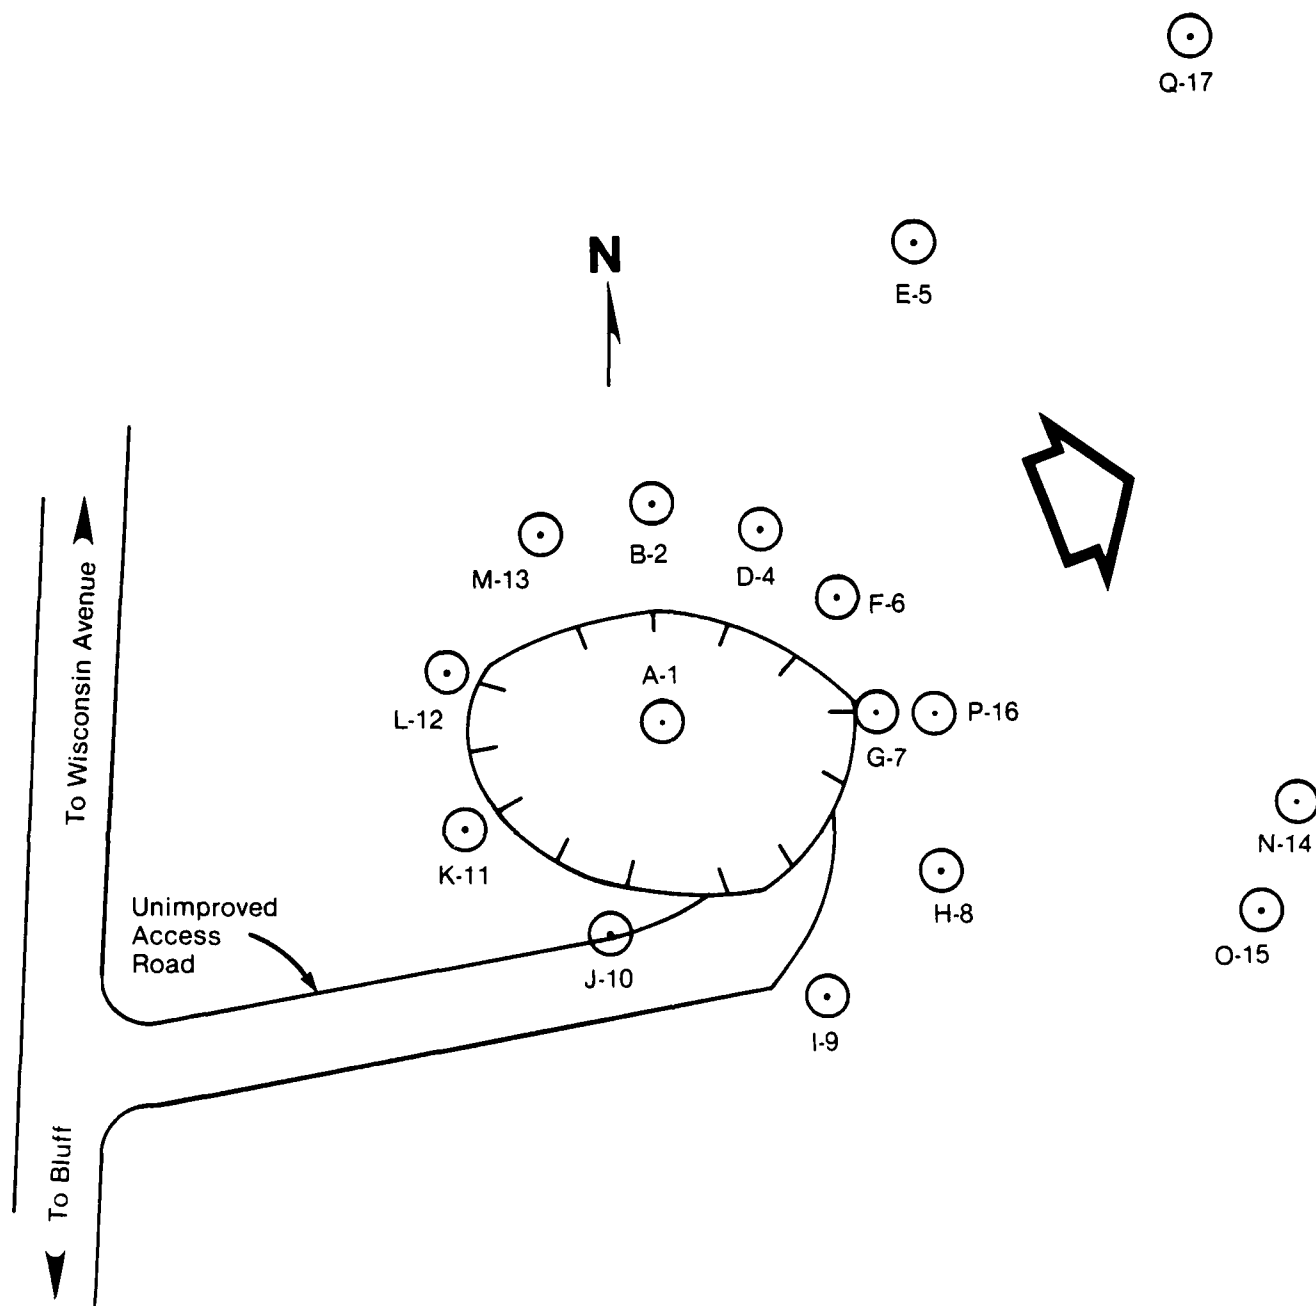 Q-17
E-5
N
B-2
M-13
D-4
F-6
A-1
L-12
P-16
G-7
To Wisconsin Avenue
K-11
N-14
H-8
Unimproved
Access
Road
O-15
J-10
I-9
To Bluff